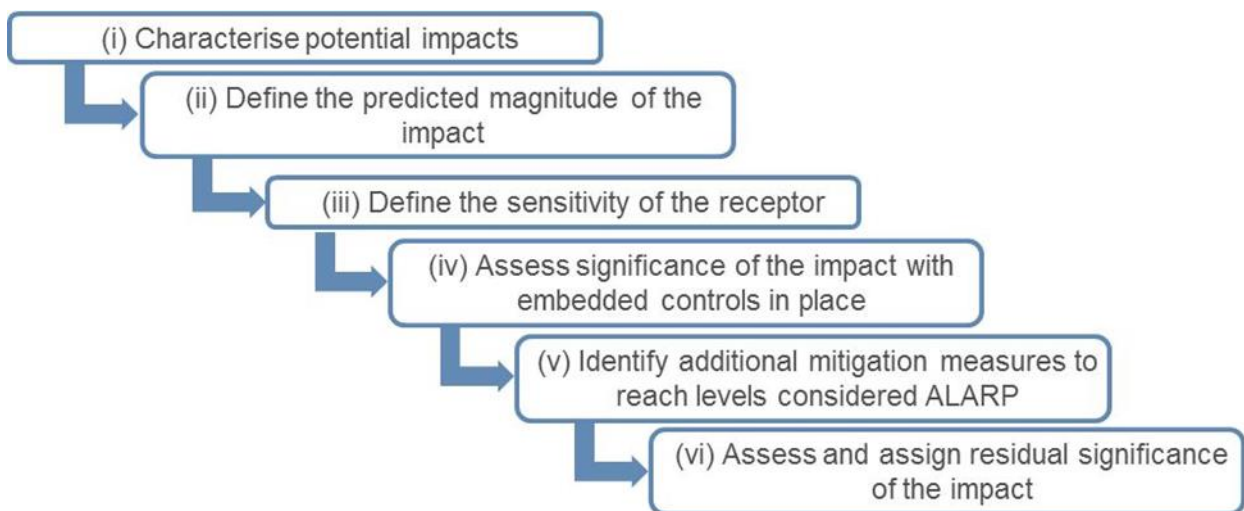 (i) Characterise potential impacts
(ii) Define the predicted magnitude of the
impact
(iii) Define the sensitivity of the receptor
(iv) Assess significance of the impact with
embedded controls in place
(v) Identify additional mitigation measures to
reach levels considered ALARP
(vi) Assess and assign residual significance
of the impact